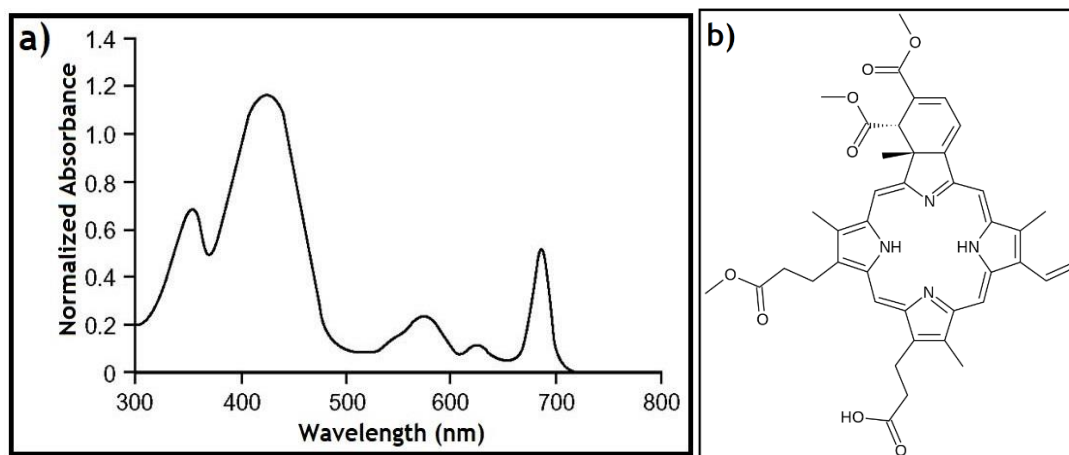 a)
Normalized Absorbance
1.4
1.2
1.0
0.8
0.6
0.4
0.2
0
300 400 500 600 700 800
Wavelength (nm)
b)
O
O
O
O
N
NH HN
N
O
O
HO
O